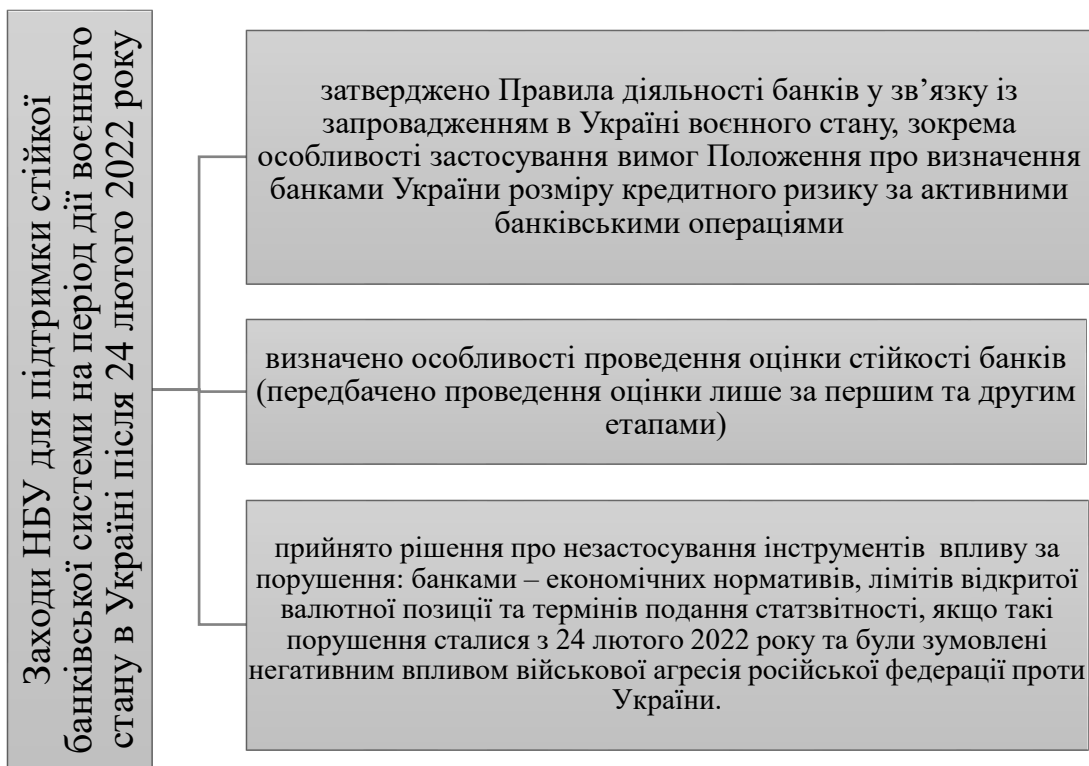 Заходи НБУ для підтримки стійкої
банківської системи на період дії воєнного
стану в Україні після 24 лютого 2022 року
затверджено Правила діяльності банків у зв’язку із
запровадженням в Україні воєнного стану, зокрема
особливості застосування вимог Положення про визначення
банками України розміру кредитного ризику за активними
банківськими операціями
визначено особливості проведення оцінки стійкості банків
(передбачено проведення оцінки лише за першим та другим
етапами)
прийнято рішення про незастосування інструментів впливу за
порушення: банками – економічних нормативів, лімітів відкритої
валютної позиції та термінів подання статзвітності, якщо такі
порушення сталися з 24 лютого 2022 року та були зумовлені
негативним впливом військової агресія російської федерації проти
України.